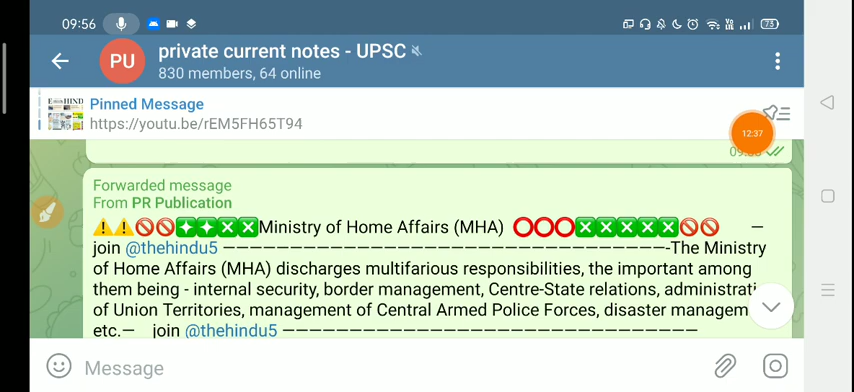 09:56
73
PU
private current notes - UPSC
830 members, 64 online
Pinned Message
https://youtu.be/rEM5FH65T94
12:37
Forwarded message
From PR Publication
Ministry of Home Affairs (MHA) —
join @thehindu5 —————————————————————————-The Ministry
of Home Affairs (MHA) discharges multifarious responsibilities, the important among
them being - internal security, border management, Centre-State relations, administrati
of Union Territories, management of Central Armed Police Forces, disaster managem
etc.— join @thehindu5 ———————————————————————
Message